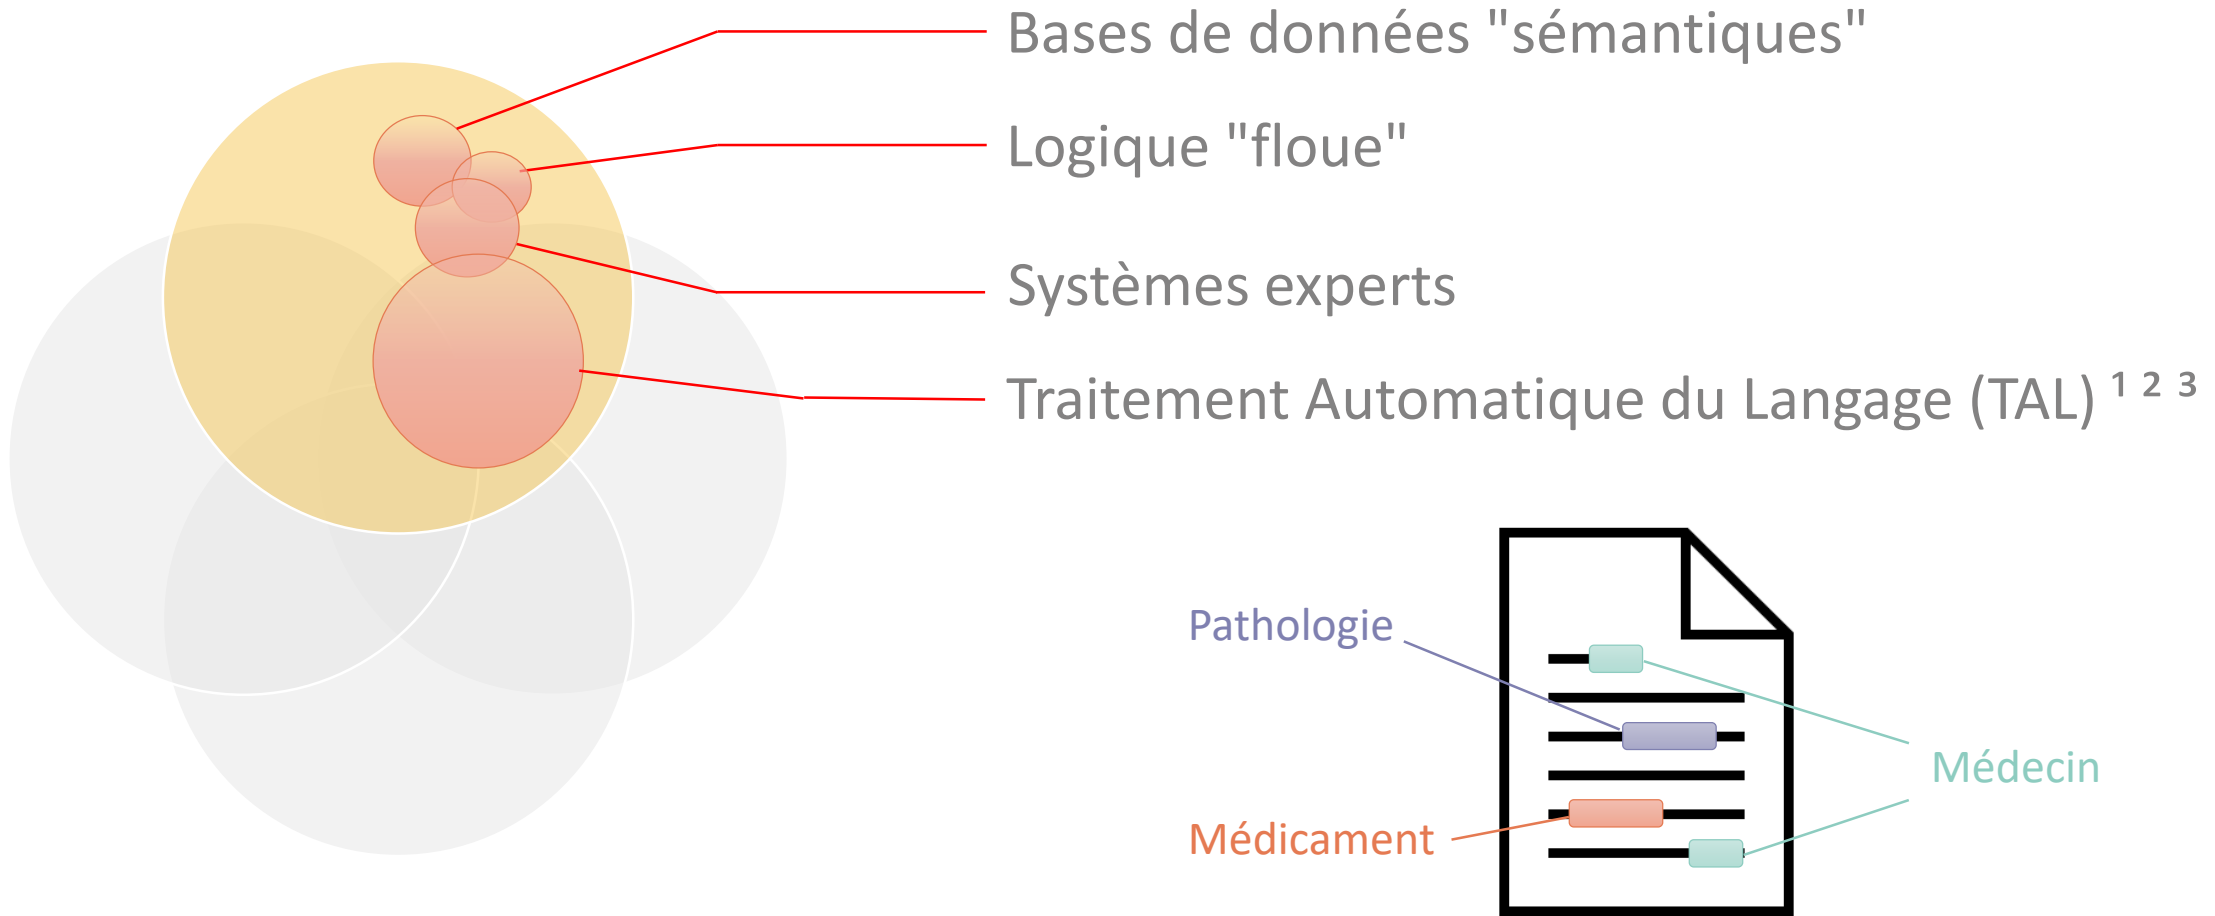 Bases de données "sémantiques"
Logique "floue"
Systèmes experts
Traitement Automatique du Langage (TAL) ¹ ² ³
Pathologie
Médecin
Médicament